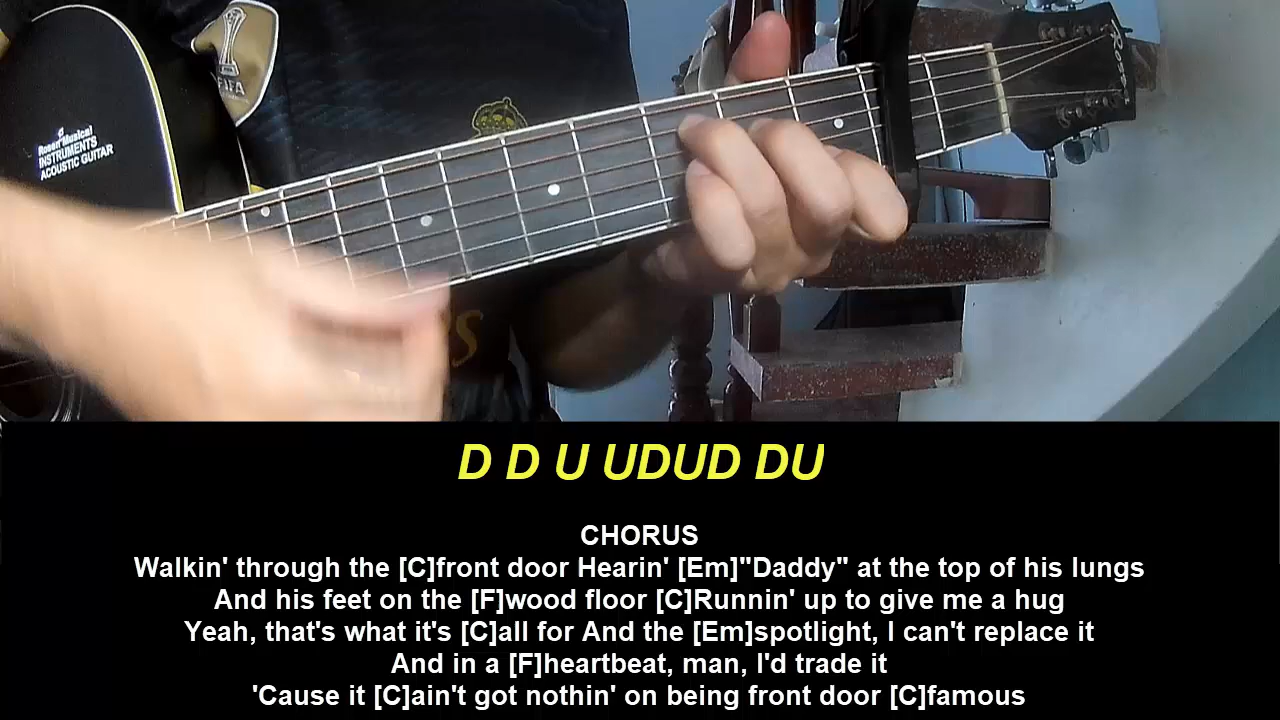 FIFA
Rosen Musical
INSTRUMENTS
ACOUSTIC GUITAR
D D U UDUD DU
CHORUS
Walkin' through the [C]front door Hearin' [Em]"Daddy" at the top of his lungs
And his feet on the [F]wood floor [C]Runnin' up to give me a hug
Yeah, that's what it's [C]all for And the [Em]spotlight, I can't replace it
And in a [F]heartbeat, man, I'd trade it
'Cause it [C]ain't got nothin' on being front door [C]famous